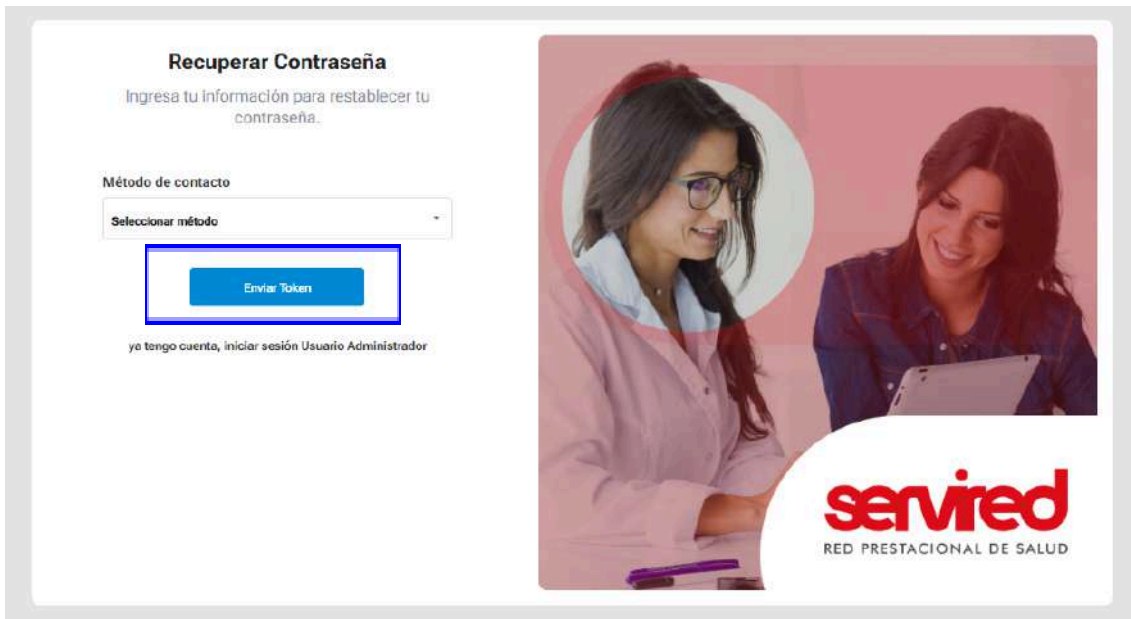 Recuperar Contraseña
Ingresa tu información para restablecer tu
contraseña.
Método de contacto
Seleccionar método
Enviar Token
ya tengo cuenta, iniciar sesión Usuario Administrador
servired
RED PRESTACIONAL DE SALUD